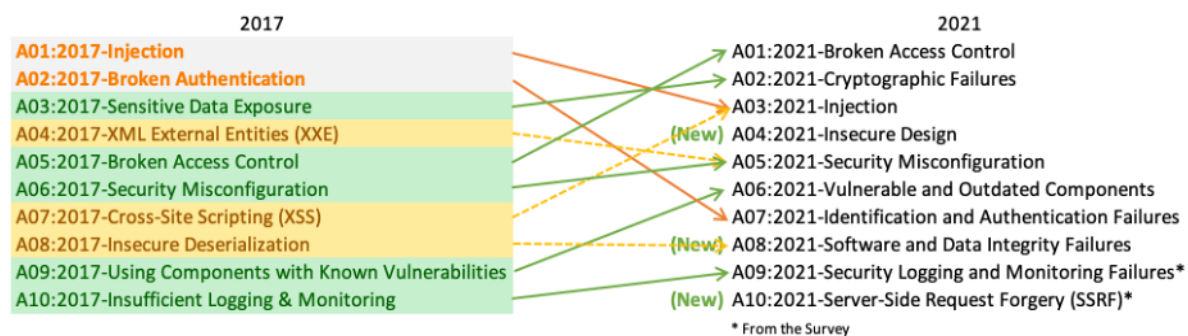 2017
A01:2017-Injection
A02:2017-Broken Authentication
A03:2017-Sensitive Data Exposure
A04:2017-XML External Entities (XXE)
A05:2017-Broken Access Control
A06:2017-Security Misconfiguration
A07:2017-Cross-Site Scripting (XSS)
A08:2017-Insecure Deserialization
A09:2017-Using Components with Known Vulnerabilities
A10:2017-Insufficient Logging & Monitoring
2021
A01:2021-Broken Access Control
A02:2021-Cryptographic Failures
A03:2021-Injection
(New) A04:2021-Insecure Design
A05:2021-Security Misconfiguration
A06:2021-Vulnerable and Outdated Components
A07:2021-Identification and Authentication Failures
(New) A08:2021-Software and Data Integrity Failures
A09:2021-Security Logging and Monitoring Failures*
(New) A10:2021-Server-Side Request Forgery (SSRF)*
* From the Survey